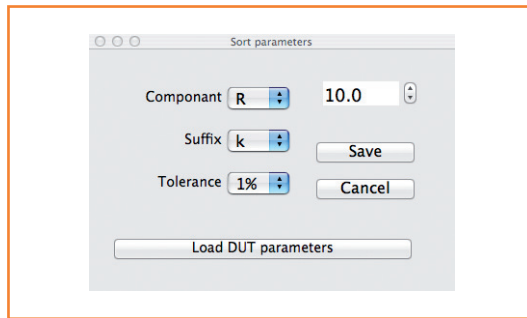 Sort parameters
Componant R 10.0
Suffix k
Save
Tolerance 1%
Cancel
Load DUT parameters